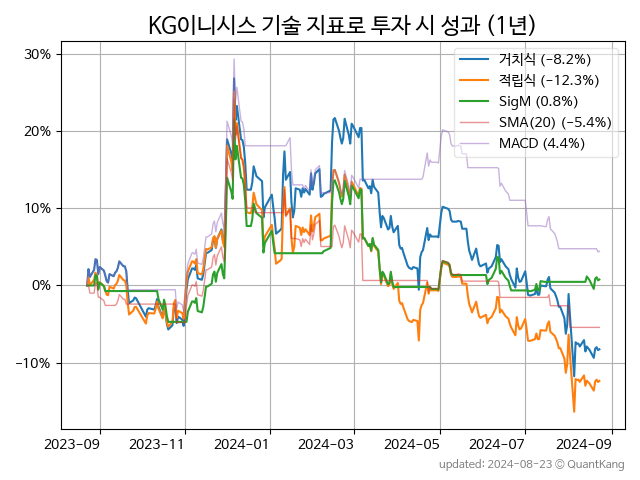 KG이니시스 기술 지표로 투자 시 성과 (1년)
거치식 (−8.2%)
적립식 (−12.3%)
SigM (0.8%)
SMA(20) (−5.4%)
MACD (4.4%)
30%
20%
10%
0%
−10%
2023-09 2023-11 2024-01 2024-03 2024-05 2024-07 2024-09
updated: 2024-08-23 © QuantKang